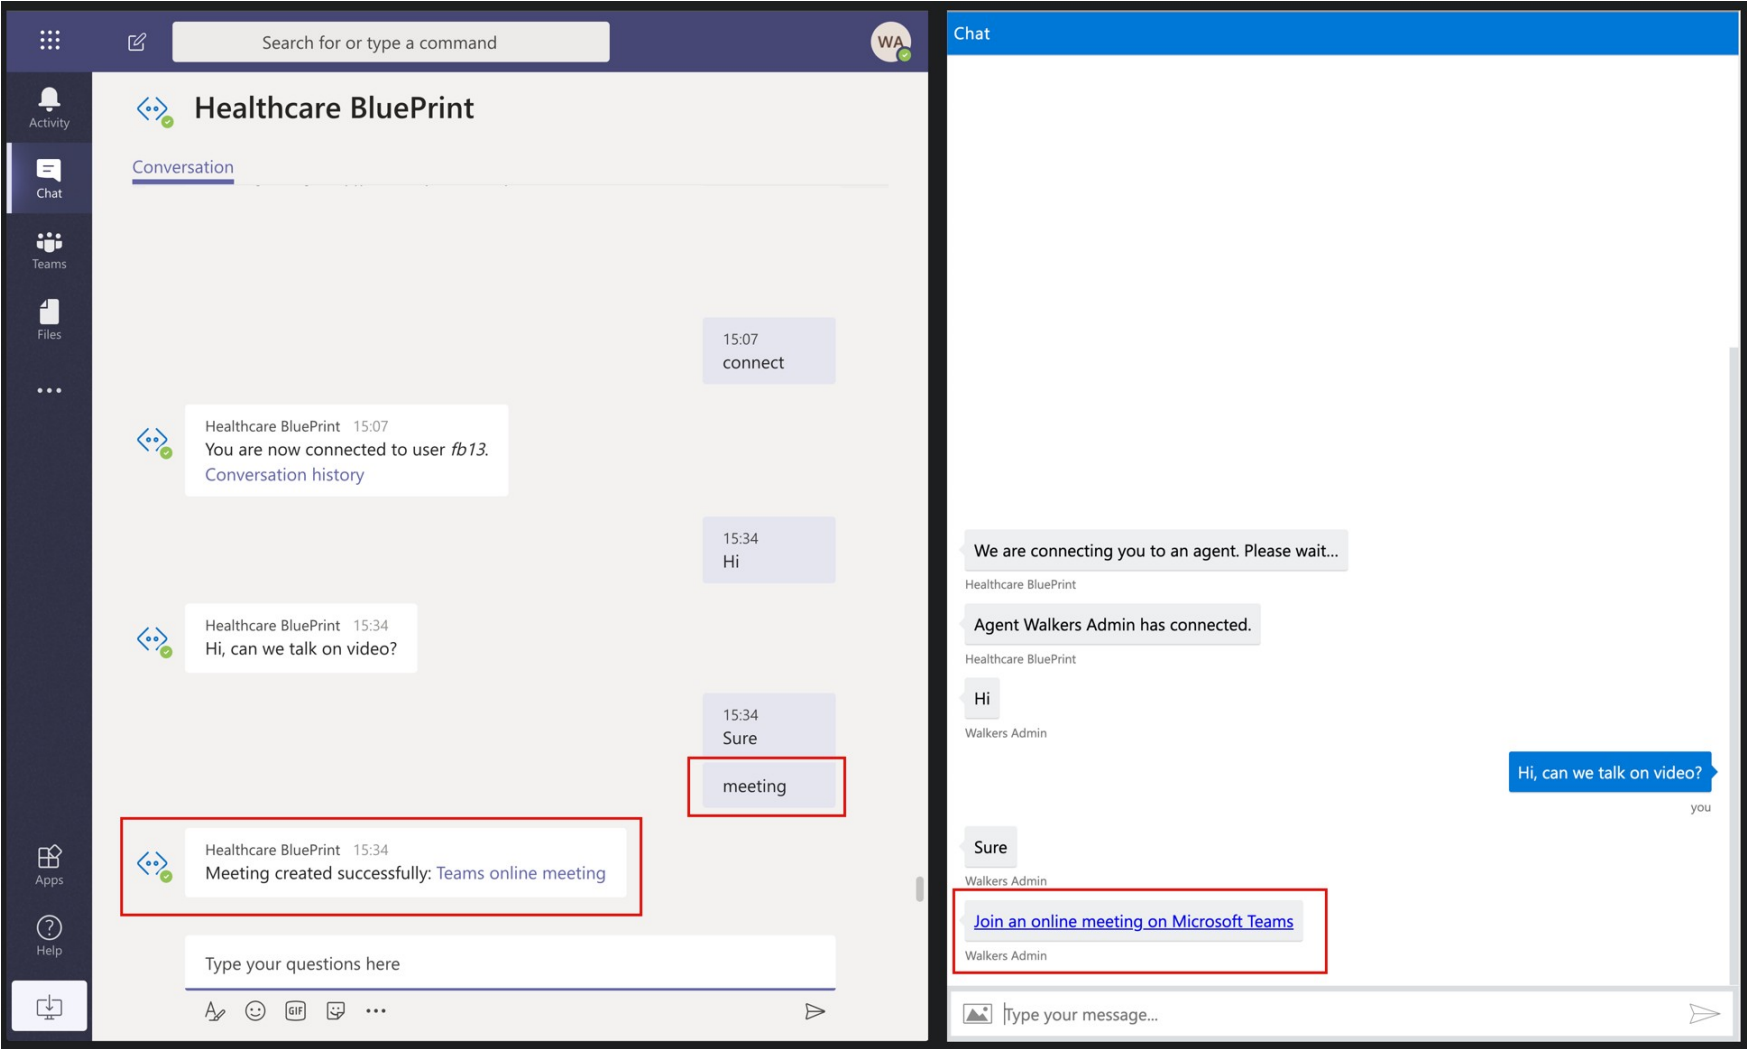 Search for or type a command
WA
Activity
Chat
Teams
Files
Apps
Help
Healthcare BluePrint
Conversation
15:07
connect
Healthcare BluePrint 15:07
You are now connected to user fb13.
Conversation history
15:34
Hi
Healthcare BluePrint 15:34
Hi, can we talk on video?
15:34
Sure
meeting
Healthcare BluePrint 15:34
Meeting created successfully: Teams online meeting
Type your questions here
GIF
Chat
We are connecting you to an agent. Please wait...
Healthcare BluePrint
Agent Walkers Admin has connected.
Healthcare BluePrint
Hi
Walkers Admin
Hi, can we talk on video?
you
Sure
Walkers Admin
Join an online meeting on Microsoft Teams
Walkers Admin
Type your message...